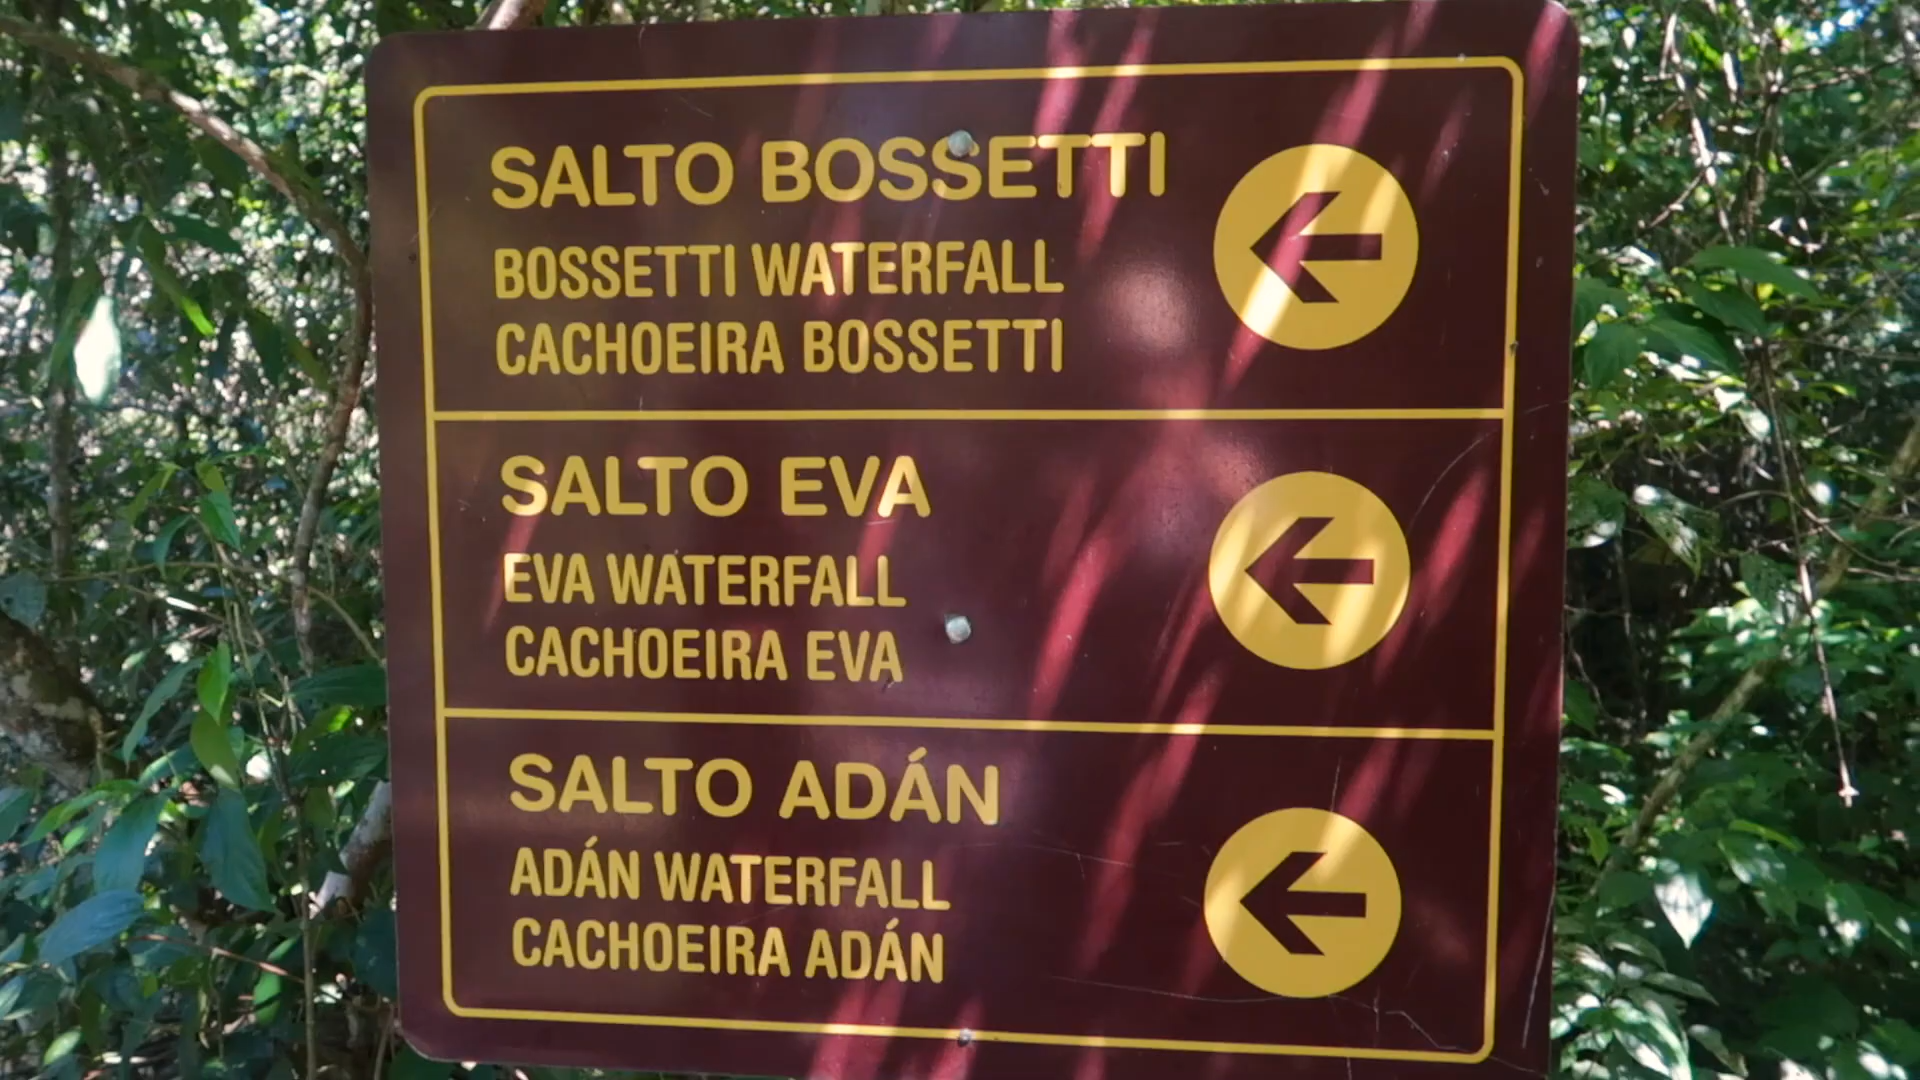 SALTO BOSSETTI
BOSSETTI WATERFALL
CACHOEIRA BOSSETTI
SALTO EVA
EVA WATERFALL
CACHOEIRA EVA
SALTO ADÁN
ADÁN WATERFALL
CACHOEIRA ADÁN